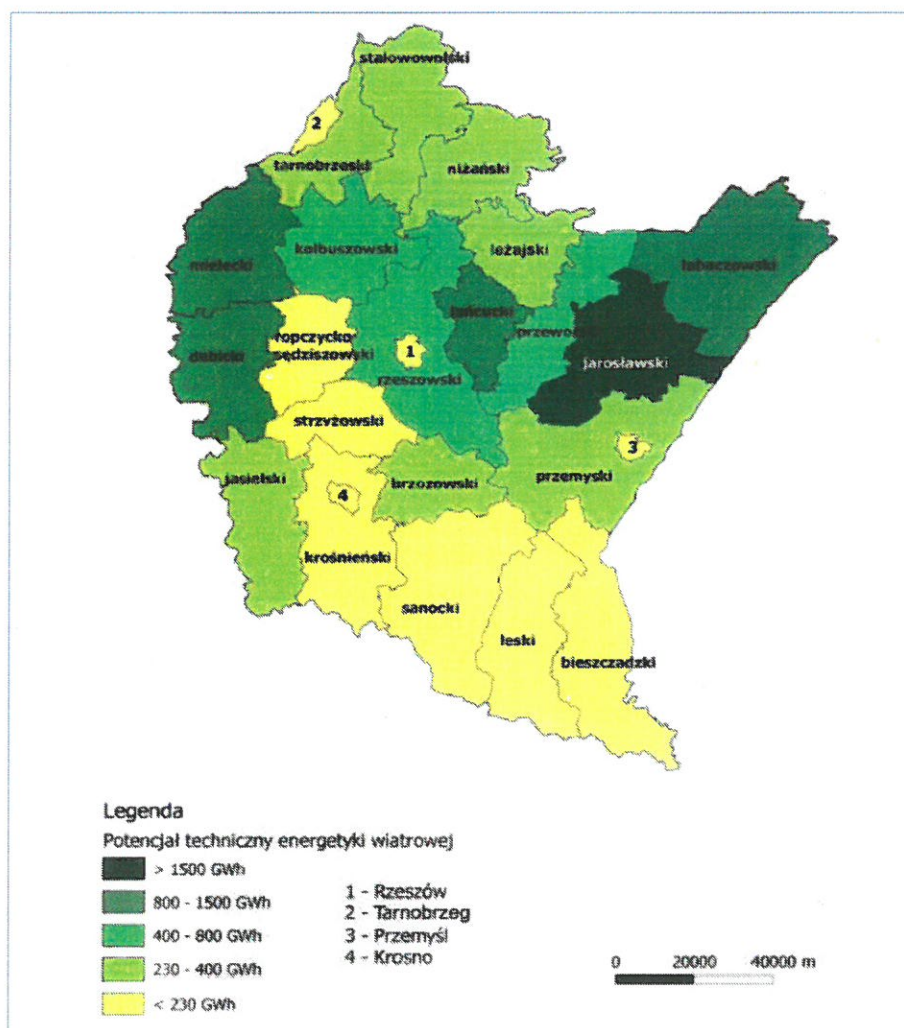 stalowowolski
2
tarnobrzeski
niżański
kolbuszowski
leżajski
mielecki
lubaczowski
łańcucki
ropczycko
sędziszowski
przewor
dębicki
1
jarosławski
rzeszowski
strzyżowski
3
jasielski
brzozowski
przemyski
4
krośnieński
sanocki
leski
bieszczadzki
Legenda
Potencjał techniczny energetyki wiatrowej
> 1500 GWh
800 - 1500 GWh
400 - 800 GWh
230 - 400 GWh
< 230 GWh
1 - Rzeszów
2 - Tarnobrzeg
3 - Przemyśl
4 - Krosno
0 20000 40000 m